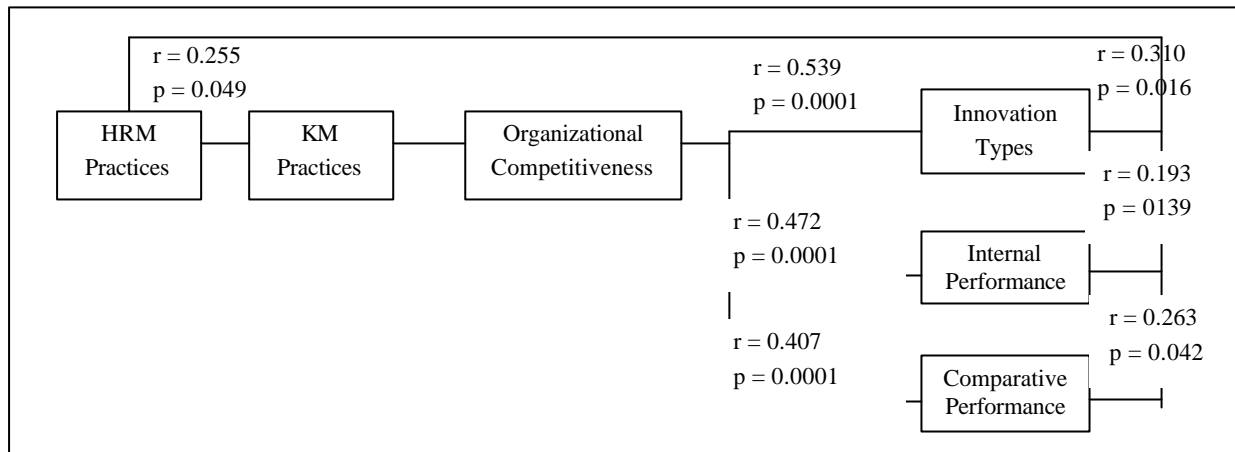 r = 0.255
p = 0.049
HRM
Practices
KM
Practices
Organizational
Competitiveness
r = 0.539
p = 0.0001
Innovation
Types
r = 0.310
p = 0.016
r = 0.193
p = 0139
r = 0.472
p = 0.0001
Internal
Performance
r = 0.263
p = 0.042
r = 0.407
p = 0.0001
Comparative
Performance